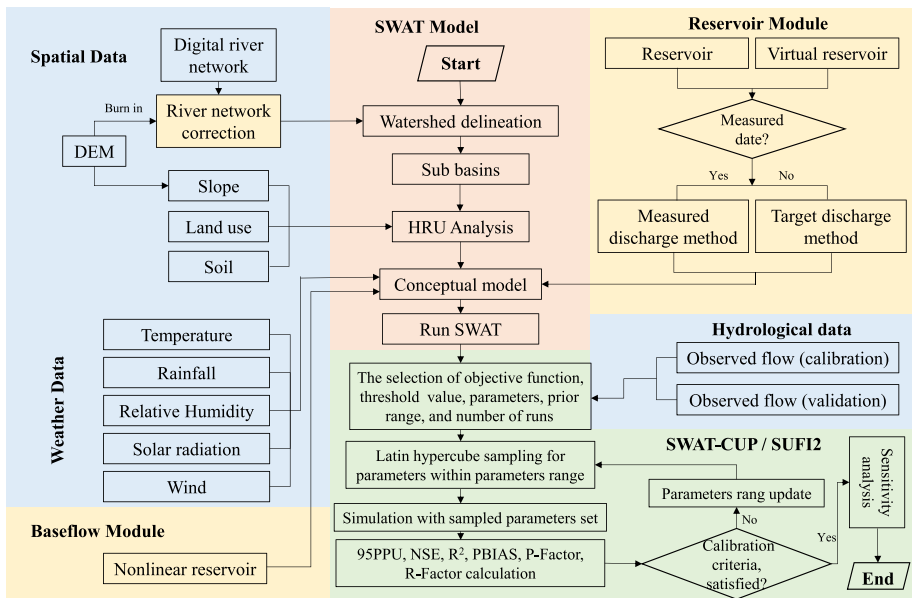 Spatial Data
Digital river
network
Burn in
River network
correction
DEM
Slope
Land use
Soil
Weather Data
Temperature
Rainfall
Relative Humidity
Solar radiation
Wind
Baseflow Module
Nonlinear reservoir
SWAT Model
Start
Watershed delineation
Sub basins
HRU Analysis
Conceptual model
Run SWAT
Reservoir Module
Reservoir
Virtual reservoir
Measured
date?
Yes
No
Measured
discharge method
Target discharge
method
Hydrological data
Observed flow (calibration)
Observed flow (validation)
The selection of objective function,
threshold value, parameters, prior
range, and number of runs
SWAT-CUP / SUFI2
Latin hypercube sampling for
parameters within parameters range
Simulation with sampled parameters set
95PPU, NSE, R², PBIAS, P-Factor,
R-Factor calculation
Parameters rang update
No
Calibration
criteria,
satisfied?
Yes
Sensitivity
analysis
End